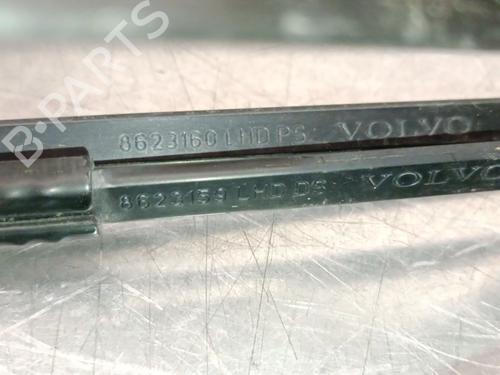 B-PARTS
8623160 LHD PS VOLVO
8623159 LHD DS VOLVO